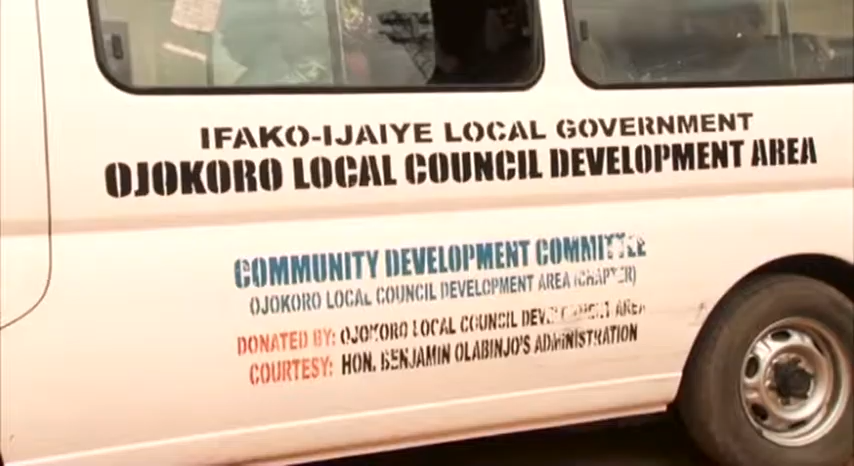 IFAKO-IJAIYE LOCAL GOVERNMENT
OJOKORO LOCAL COUNCIL DEVELOPMENT AREA
COMMUNITY DEVELOPMENT COMMITTEE
OJOKORO LOCAL COUNCIL DEVELOPMENT AREA (CHAPTER)
DONATED BY: OJOKORO LOCAL COUNCIL DEVELOPMENT AREA
COURTESY: HON. BENJAMIN OLABINJO'S ADMINISTRATION